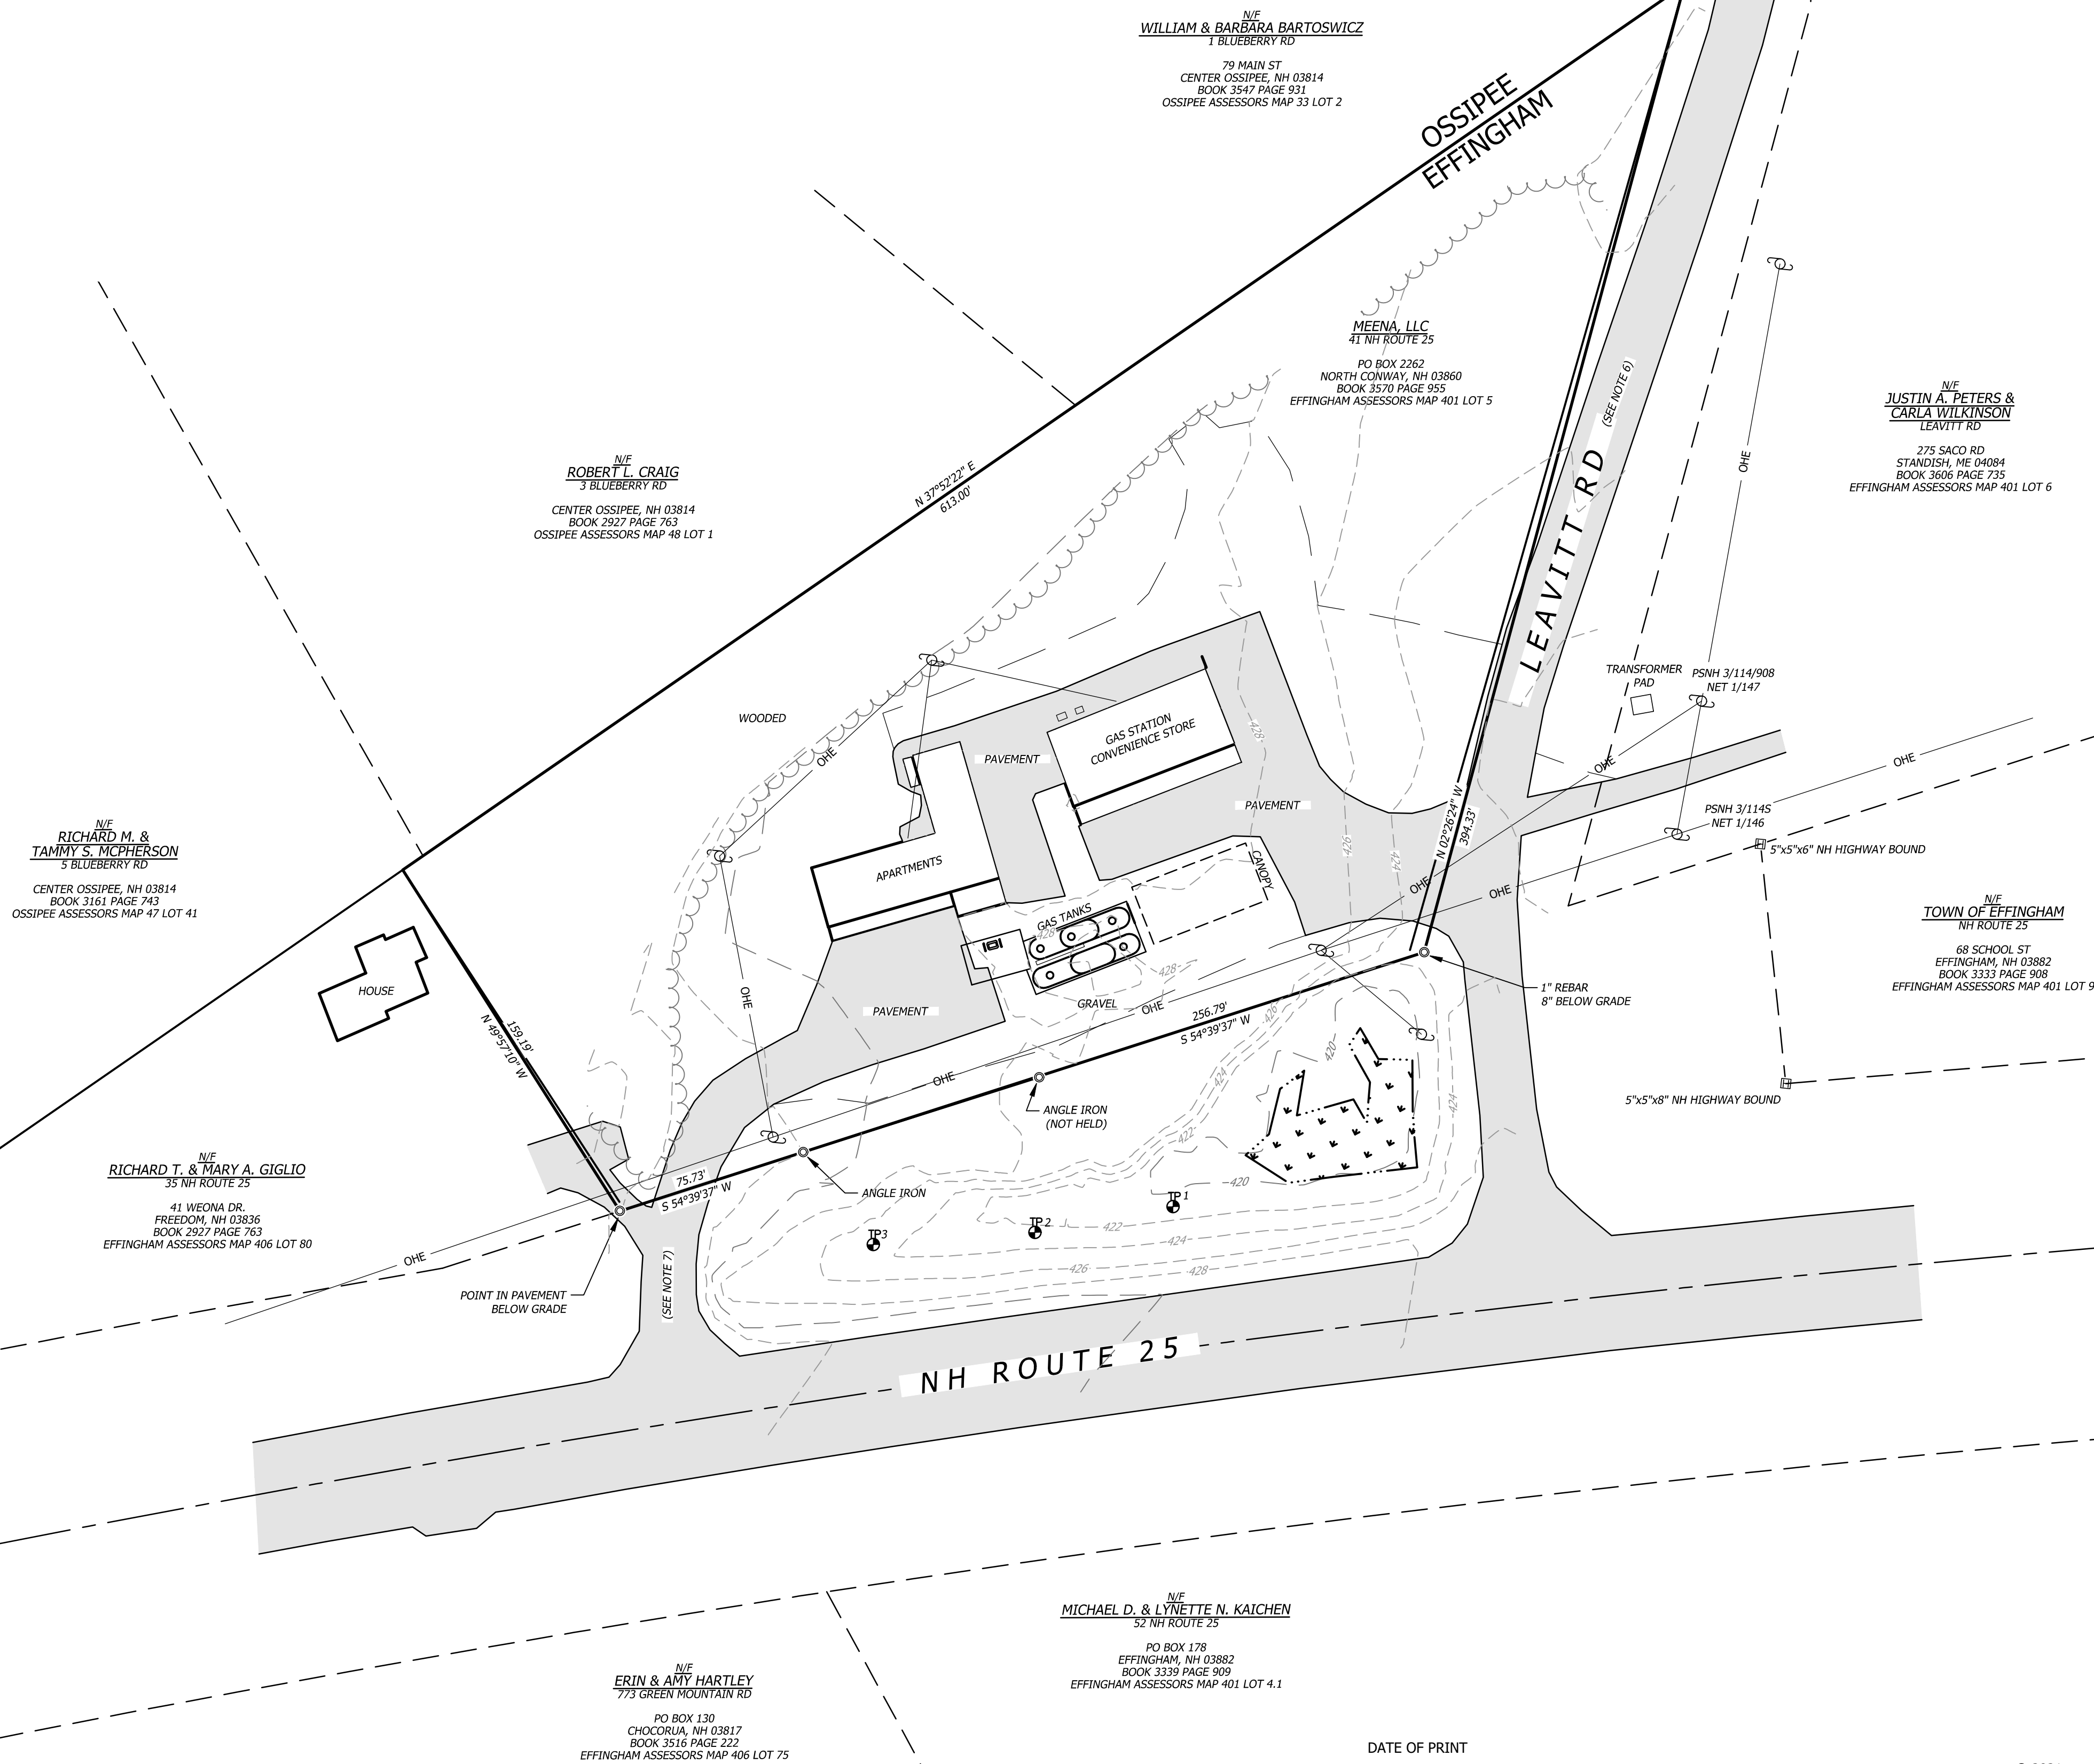 N/F
WILLIAM & BARBARA BARTOSWICZ
1 BLUEBERRY RD
79 MAIN ST
CENTER OSSIPEE, NH 03814
BOOK 3547 PAGE 931
OSSIPEE ASSESSORS MAP 33 LOT 2
OSSIPEE
EFFINGHAM
MEENA, LLC
41 NH ROUTE 25
PO BOX 2262
NORTH CONWAY, NH 03860
BOOK 3570 PAGE 955
EFFINGHAM ASSESSORS MAP 401 LOT 5
(SEE NOTE 6)
LEAVITT RD
OHE
N/F
JUSTIN A. PETERS &
CARLA WILKINSON
LEAVITT RD
275 SACO RD
STANDISH, ME 04084
BOOK 3606 PAGE 735
EFFINGHAM ASSESSORS MAP 401 LOT 6
N/F
ROBERT L. CRAIG
3 BLUEBERRY RD
CENTER OSSIPEE, NH 03814
BOOK 2927 PAGE 763
OSSIPEE ASSESSORS MAP 48 LOT 1
N 37°52'22" E
613.00'
WOODED
OHE
PAVEMENT
GAS STATION
CONVENIENCE STORE
428
PAVEMENT
TRANSFORMER
PAD
PSNH 3/114/908
NET 1/147
OHE
OHE
PSNH 3/114S
NET 1/146
5"x5"x6" NH HIGHWAY BOUND
N 02°26'24" W
394.33'
426
424
OHE
OHE
CANOPY
APARTMENTS
GAS TANKS
428
428
GRAVEL
OHE
PAVEMENT
OHE
OHE
N/F
RICHARD M. &
TAMMY S. MCPHERSON
5 BLUEBERRY RD
CENTER OSSIPEE, NH 03814
BOOK 3161 PAGE 743
OSSIPEE ASSESSORS MAP 47 LOT 41
HOUSE
159.19'
N 49°57'10" W
N/F
TOWN OF EFFINGHAM
NH ROUTE 25
68 SCHOOL ST
EFFINGHAM, NH 03882
BOOK 3333 PAGE 908
EFFINGHAM ASSESSORS MAP 401 LOT 9
1" REBAR
8" BELOW GRADE
5"x5"x8" NH HIGHWAY BOUND
256.79'
S 54°39'37" W
426
424
422
420
420
424
ANGLE IRON
(NOT HELD)
ANGLE IRON
75.73'
S 54°39'37" W
N/F
RICHARD T. & MARY A. GIGLIO
35 NH ROUTE 25
41 WEONA DR.
FREEDOM, NH 03836
BOOK 2927 PAGE 763
EFFINGHAM ASSESSORS MAP 406 LOT 80
OHE
POINT IN PAVEMENT
BELOW GRADE
(SEE NOTE 7)
TP3
TP2
TP1
422
424
426
428
NH ROUTE 25
N/F
MICHAEL D. & LYNETTE N. KAICHEN
52 NH ROUTE 25
PO BOX 178
EFFINGHAM, NH 03882
BOOK 3339 PAGE 909
EFFINGHAM ASSESSORS MAP 401 LOT 4.1
N/F
ERIN & AMY HARTLEY
773 GREEN MOUNTAIN RD
PO BOX 130
CHOCORUA, NH 03817
BOOK 3516 PAGE 222
EFFINGHAM ASSESSORS MAP 406 LOT 75
DATE OF PRINT